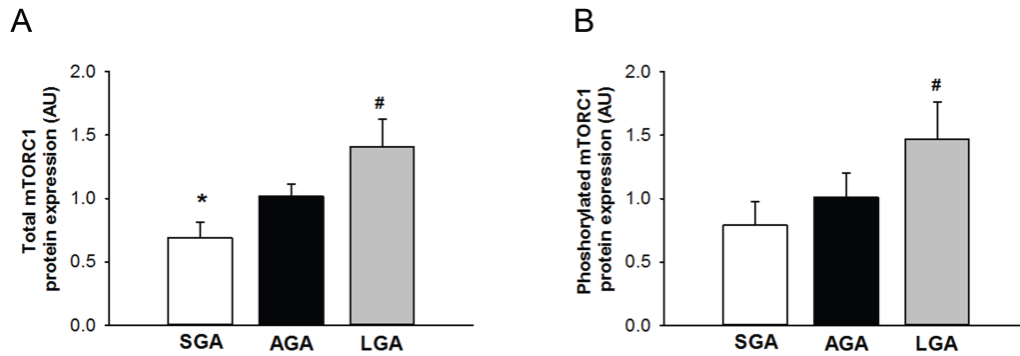 A
Total mTORC1
protein expression (AU)
2.0
1.5
1.0
0.5
0.0
*
#
SGA
AGA
LGA
B
Phoshorylated mTORC1
protein expression (AU)
2.0
1.5
1.0
0.5
0.0
#
SGA
AGA
LGA